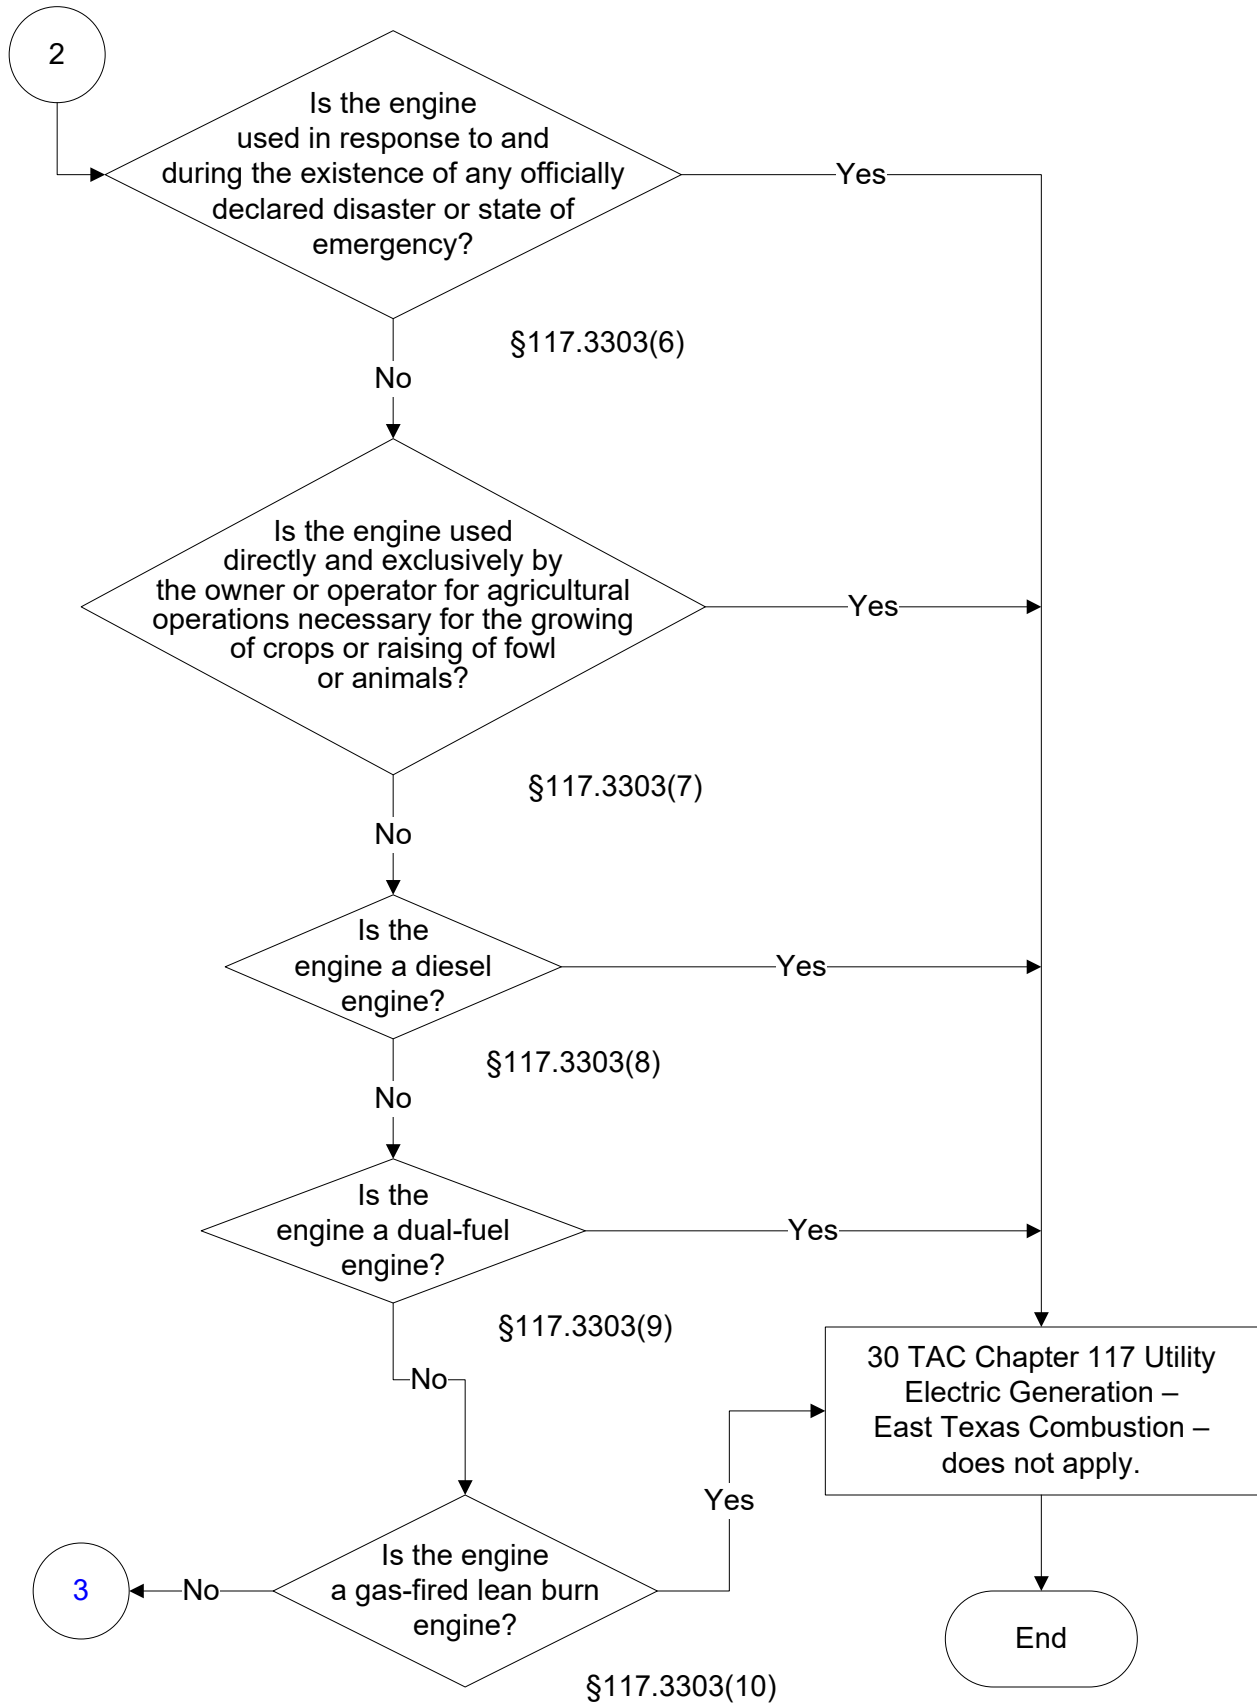 2
Is the engine
used in response to and
during the existence of any officially
declared disaster or state of
emergency?
Yes
§117.3303(6)
No
Is the engine used
directly and exclusively by
the owner or operator for agricultural
operations necessary for the growing
of crops or raising of fowl
or animals?
Yes
§117.3303(7)
No
Is the
engine a diesel
engine?
Yes
§117.3303(8)
No
Is the
engine a dual-fuel
engine?
Yes
§117.3303(9)
No
30 TAC Chapter 117 Utility
Electric Generation –
East Texas Combustion –
does not apply.
Yes
Is the engine
a gas-fired lean burn
engine?
No
3
End
§117.3303(10)